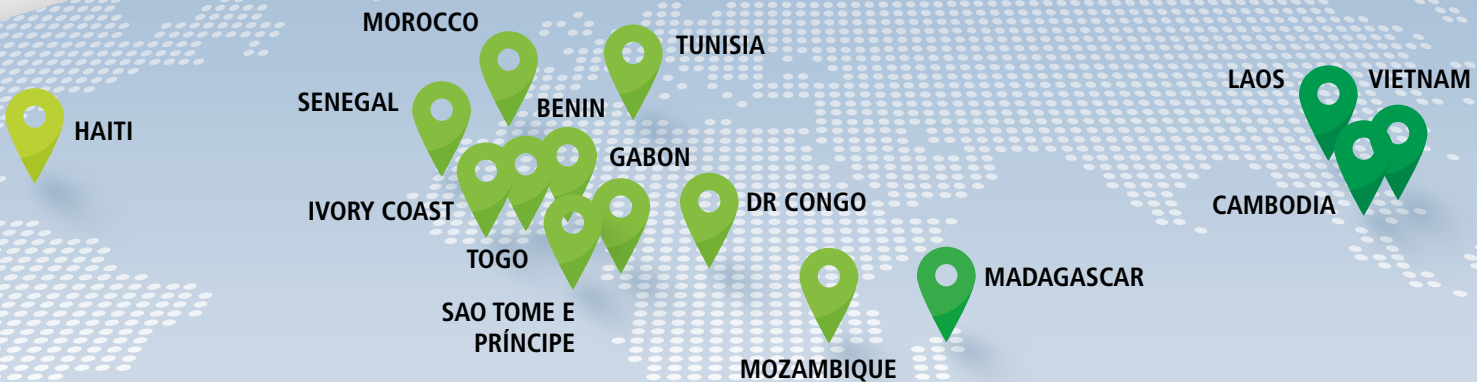 MOROCCO
TUNISIA
LAOS
VIETNAM
SENEGAL
BENIN
HAITI
GABON
IVORY COAST
DR CONGO
CAMBODIA
TOGO
MADAGASCAR
SAO TOME E
PRÍNCIPE
MOZAMBIQUE